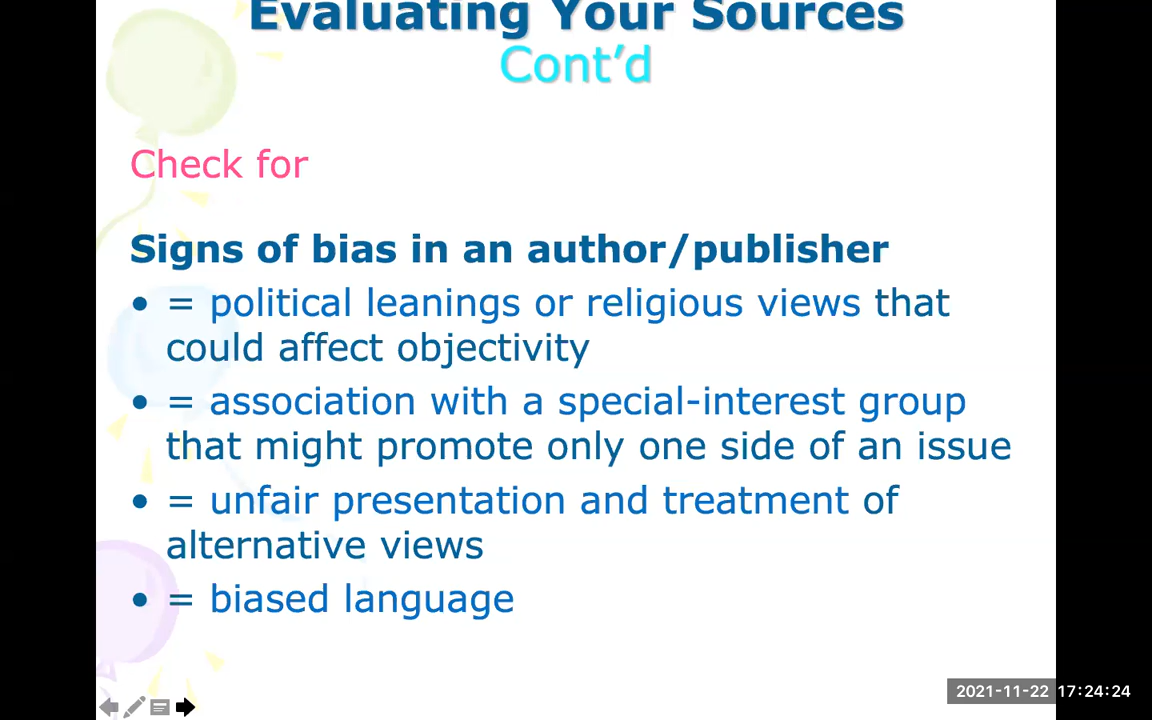 Evaluating Your Sources
Cont’d
Check for
Signs of bias in an author/publisher
• = political leanings or religious views that
could affect objectivity
• = association with a special-interest group
that might promote only one side of an issue
• = unfair presentation and treatment of
alternative views
• = biased language
2021-11-22 17:24:24